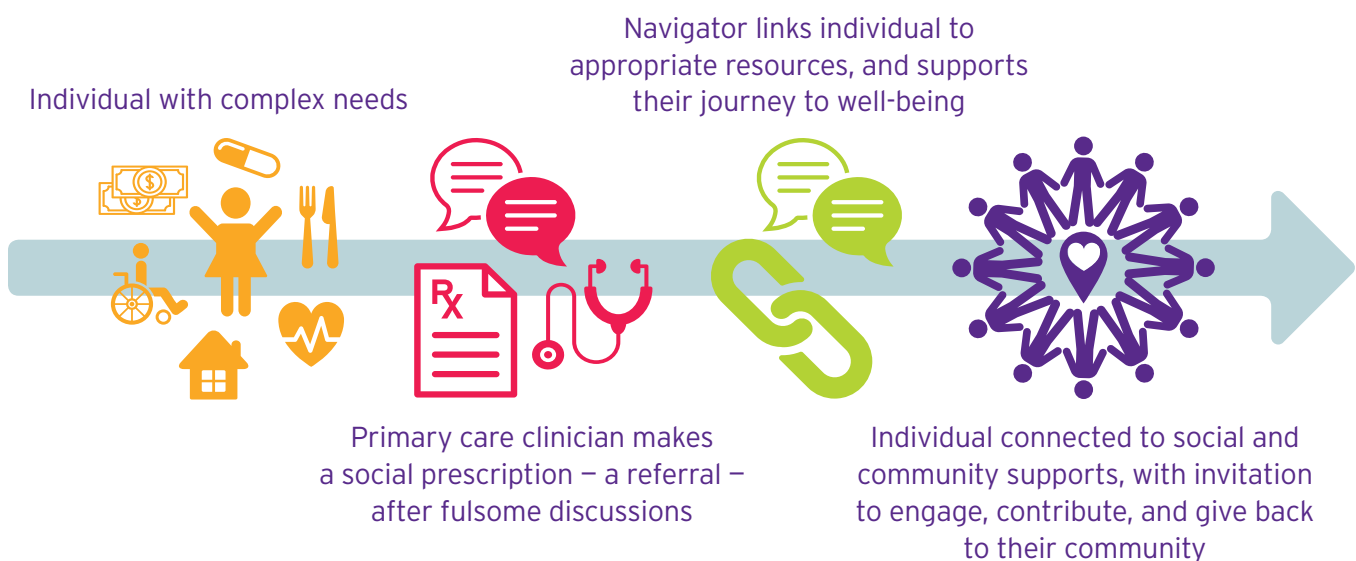 Individual with complex needs
$
$
Rx
Primary care clinician makes
a social prescription – a referral –
after fulsome discussions
Navigator links individual to
appropriate resources, and supports
their journey to well-being
Individual connected to social and
community supports, with invitation
to engage, contribute, and give back
to their community